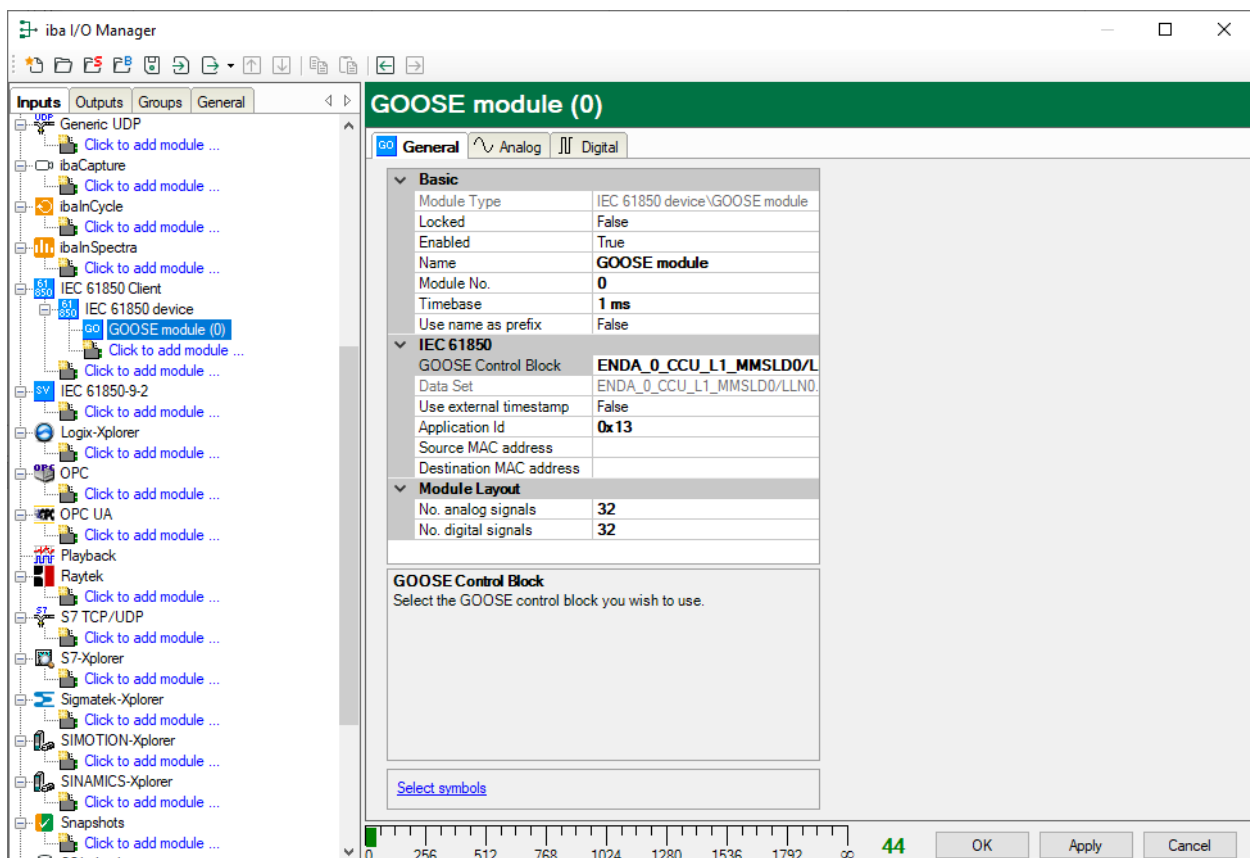 iba I/O Manager
Inputs Outputs Groups General
Generic UDP
Click to add module ...
ibaCapture
Click to add module ...
ibaInCycle
Click to add module ...
ibaInSpectra
Click to add module ...
IEC 61850 Client
IEC 61850 device
GOOSE module (0)
Click to add module ...
Click to add module ...
IEC 61850-9-2
Click to add module ...
Logix-Xplorer
Click to add module ...
OPC
Click to add module ...
OPC UA
Click to add module ...
Playback
Raytek
Click to add module ...
S7 TCP/UDP
Click to add module ...
S7-Xplorer
Click to add module ...
Sigmatek-Xplorer
Click to add module ...
SIMOTION-Xplorer
Click to add module ...
SINAMICS-Xplorer
Click to add module ...
Snapshots
Click to add module ...
GOOSE module (0)
General Analog Digital
Basic
Module Type IEC 61850 device\GOOSE module
Locked False
Enabled True
Name GOOSE module
Module No. 0
Timebase 1 ms
Use name as prefix False
IEC 61850
GOOSE Control Block ENDA_0_CCU_L1_MMSLD0/L
Data Set ENDA_0_CCU_L1_MMSLD0/LLN0.
Use external timestamp False
Application Id 0x13
Source MAC address
Destination MAC address
Module Layout
No. analog signals 32
No. digital signals 32
GOOSE Control Block
Select the GOOSE control block you wish to use.
Select symbols
0 256 512 768 1024 1280 1536 1792 ∞
44 OK Apply Cancel